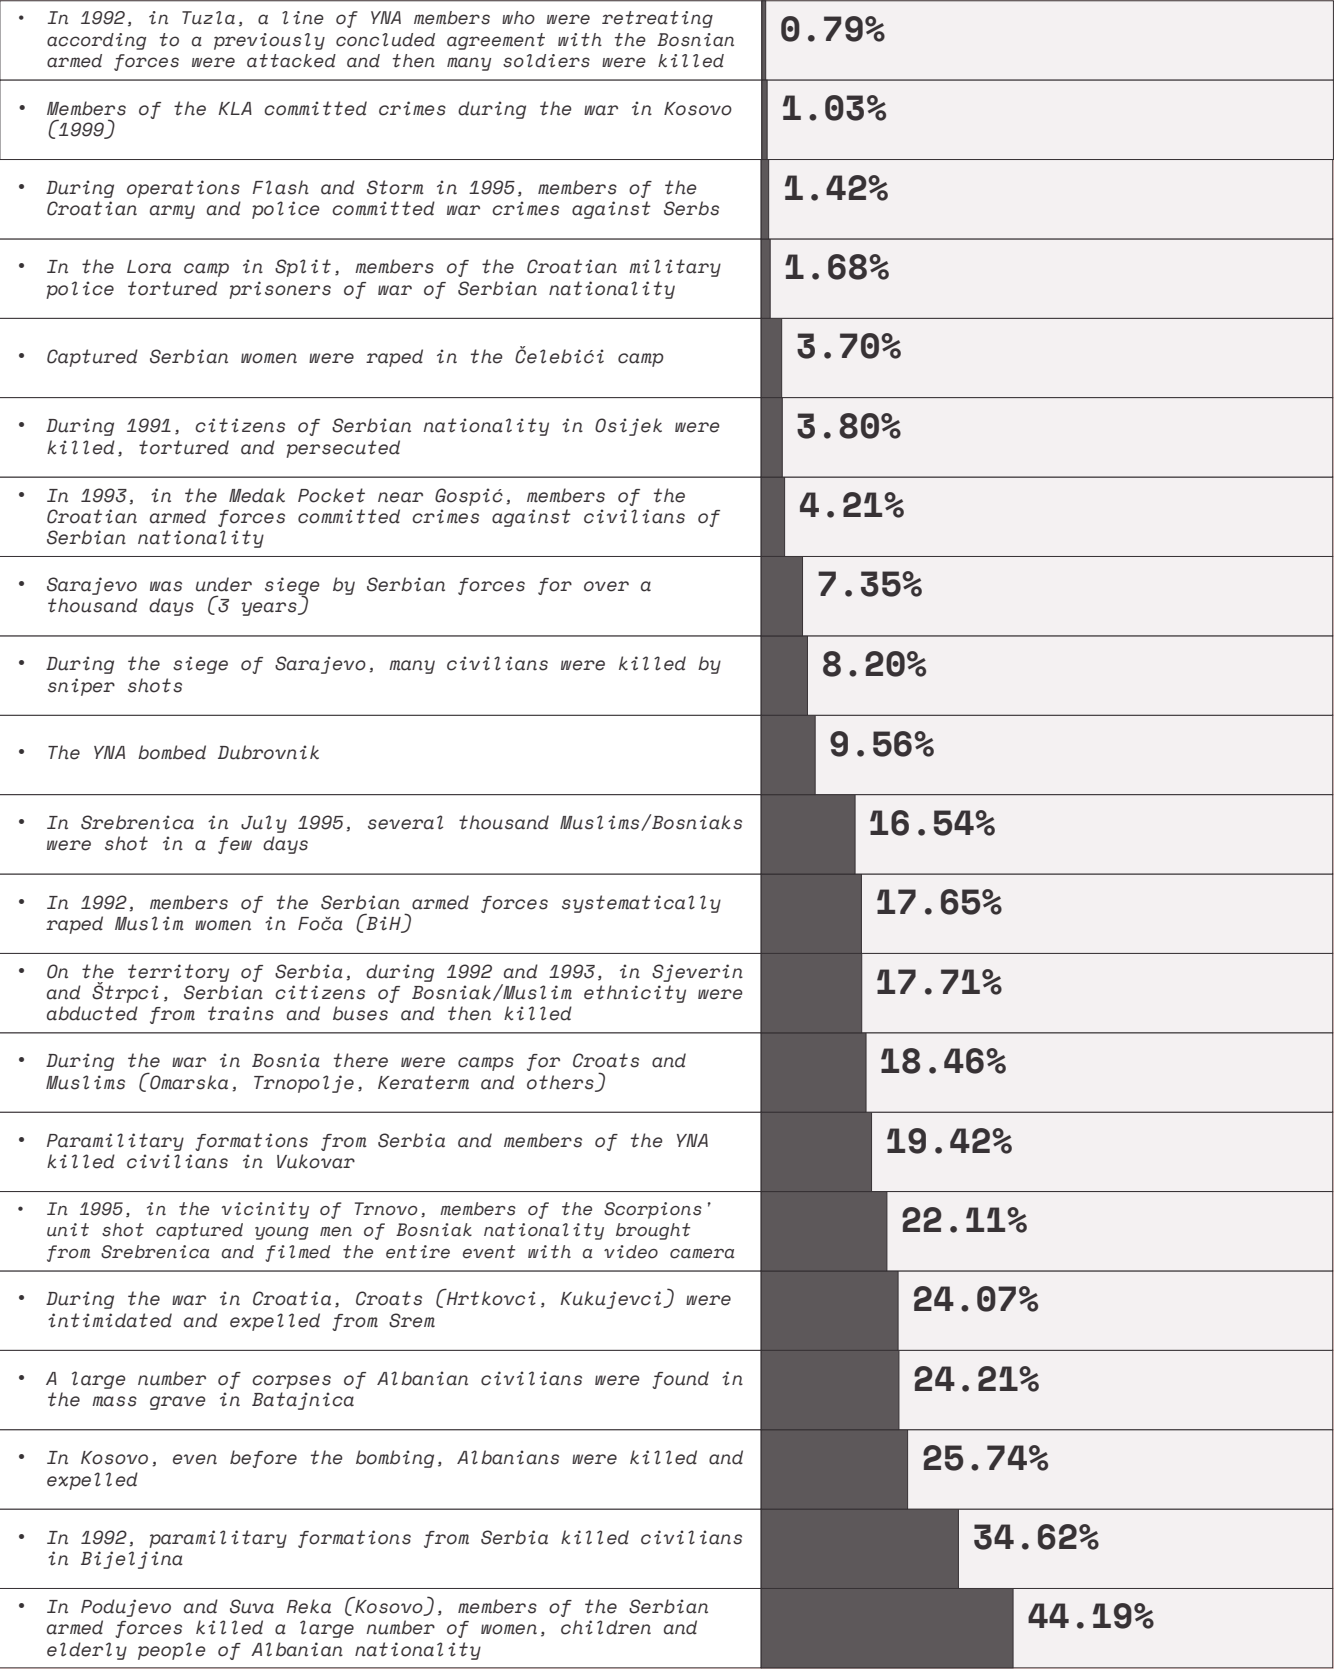 • In 1992, in Tuzla, a line of YNA members who were retreating
according to a previously concluded agreement with the Bosnian
armed forces were attacked and then many soldiers were killed
0.79%
• Members of the KLA committed crimes during the war in Kosovo
(1999)
1.03%
• During operations Flash and Storm in 1995, members of the
Croatian army and police committed war crimes against Serbs
1.42%
• In the Lora camp in Split, members of the Croatian military
police tortured prisoners of war of Serbian nationality
1.68%
• Captured Serbian women were raped in the Čelebići camp
3.70%
• During 1991, citizens of Serbian nationality in Osijek were
killed, tortured and persecuted
3.80%
• In 1993, in the Medak Pocket near Gospić, members of the
Croatian armed forces committed crimes against civilians of
Serbian nationality
4.21%
• Sarajevo was under siege by Serbian forces for over a
thousand days (3 years)
7.35%
• During the siege of Sarajevo, many civilians were killed by
sniper shots
8.20%
• The YNA bombed Dubrovnik
9.56%
• In Srebrenica in July 1995, several thousand Muslims/Bosniaks
were shot in a few days
16.54%
• In 1992, members of the Serbian armed forces systematically
raped Muslim women in Foča (BiH)
17.65%
• On the territory of Serbia, during 1992 and 1993, in Sjeverin
and Štrpci, Serbian citizens of Bosniak/Muslim ethnicity were
abducted from trains and buses and then killed
17.71%
• During the war in Bosnia there were camps for Croats and
Muslims (Omarska, Trnopolje, Keraterm and others)
18.46%
• Paramilitary formations from Serbia and members of the YNA
killed civilians in Vukovar
19.42%
• In 1995, in the vicinity of Trnovo, members of the Scorpions’
unit shot captured young men of Bosniak nationality brought
from Srebrenica and filmed the entire event with a video camera
22.11%
• During the war in Croatia, Croats (Hrtkovci, Kukujevci) were
intimidated and expelled from Srem
24.07%
• A large number of corpses of Albanian civilians were found in
the mass grave in Batajnica
24.21%
• In Kosovo, even before the bombing, Albanians were killed and
expelled
25.74%
• In 1992, paramilitary formations from Serbia killed civilians
in Bijeljina
34.62%
• In Podujevo and Suva Reka (Kosovo), members of the Serbian
armed forces killed a large number of women, children and
elderly people of Albanian nationality
44.19%